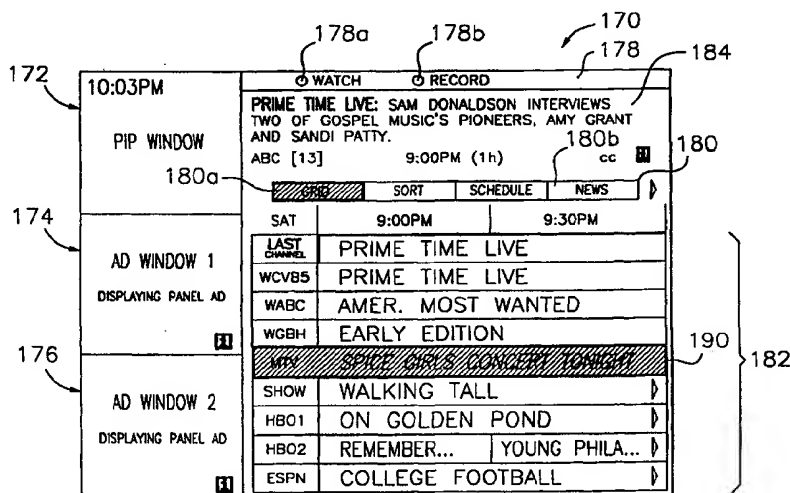 178a
178b
170
178
184
172
10:03PM
WATCH
RECORD
PRIME TIME LIVE: SAM DONALDSON INTERVIEWS
TWO OF GOSPEL MUSIC'S PIONEERS, AMY GRANT
AND SANDI PATTY.
PIP WINDOW
180b
180
ABC [13]
9:00PM (1h)
cc
i
180a
GRID
SORT
SCHEDULE
NEWS
174
SAT
9:00PM
9:30PM
AD WINDOW 1
DISPLAYING PANEL AD
i
LAST
CHANNEL
PRIME TIME LIVE
WCVB5
PRIME TIME LIVE
WABC
AMER. MOST WANTED
WGBH
EARLY EDITION
176
MTV
SPICE GIRLS CONCERT TONIGHT
190
182
AD WINDOW 2
DISPLAYING PANEL AD
i
SHOW
WALKING TALL
HBO1
ON GOLDEN POND
HBO2
REMEMBER...
YOUNG PHILA...
ESPN
COLLEGE FOOTBALL